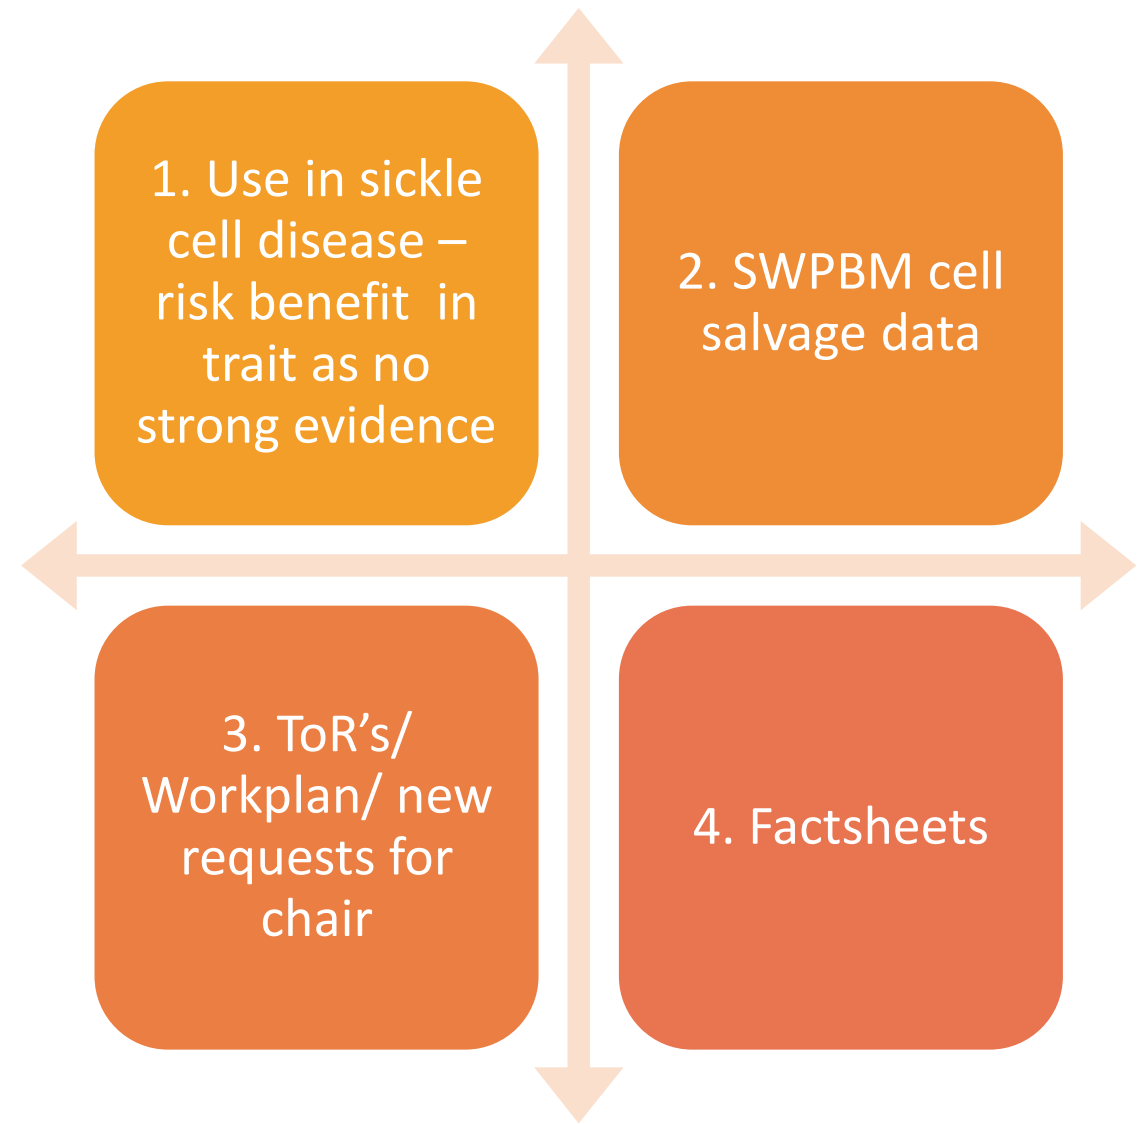 1. Use in sickle
cell disease –
risk benefit  in
trait as no
strong evidence
2. SWPBM cell
salvage data
3. ToR’s/
Workplan/ new
requests for
chair
4. Factsheets